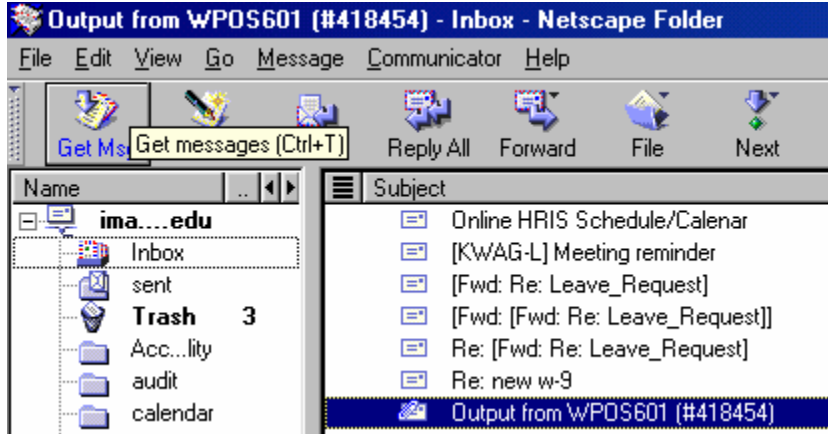 Output from WPOS601 (#418454) - Inbox - Netscape Folder
File Edit View Go Message Communicator Help
Get Ms Get messages (Ctrl+T) Reply All Forward File Next
Name .. Subject
ima....edu
Inbox
sent
Trash 3
Acc...lity
audit
calendar
Online HRIS Schedule/Calenar
[KWAG-L] Meeting reminder
[Fwd: Re: Leave_Request]
[Fwd: [Fwd: Re: Leave_Request]]
Re: [Fwd: Re: Leave_Request]
Re: new w-9
Output from WPOS601 (#418454)